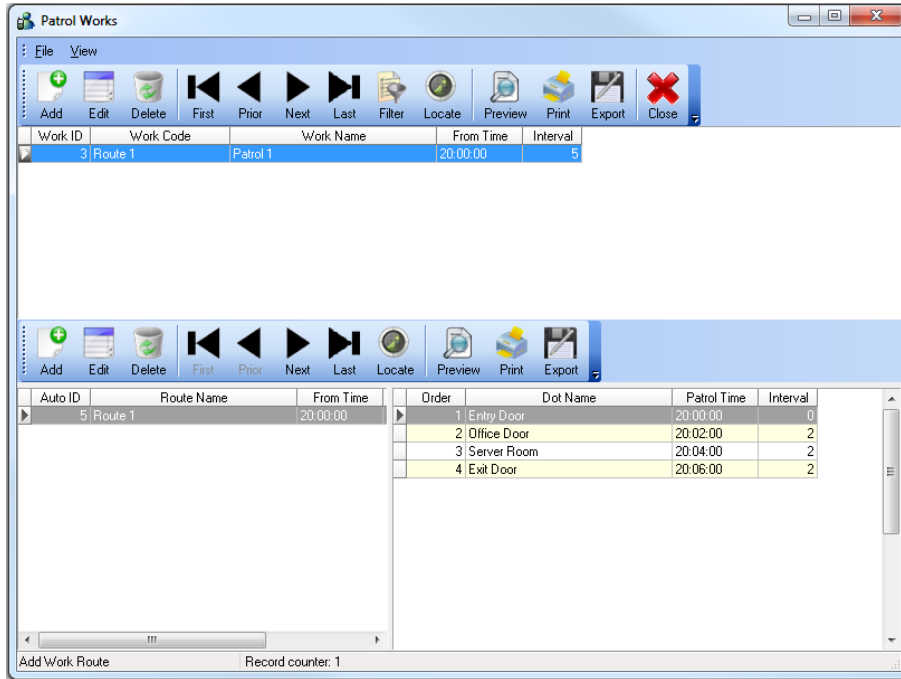 Patrol Works
File View
Add Edit Delete First Prior Next Last Filter Locate Preview Print Export Close
Work ID Work Code Work Name From Time Interval
3 Route 1 Patrol 1 20:00:00 5
Add Edit Delete First Prior Next Last Locate Preview Print Export
Auto ID Route Name From Time Order Dot Name Patrol Time Interval
5 Route 1 20:00:00 1 Entry Door 20:00:00 0
2 Office Door 20:02:00 2
3 Server Room 20:04:00 2
4 Exit Door 20:06:00 2
Add Work Route Record counter: 1